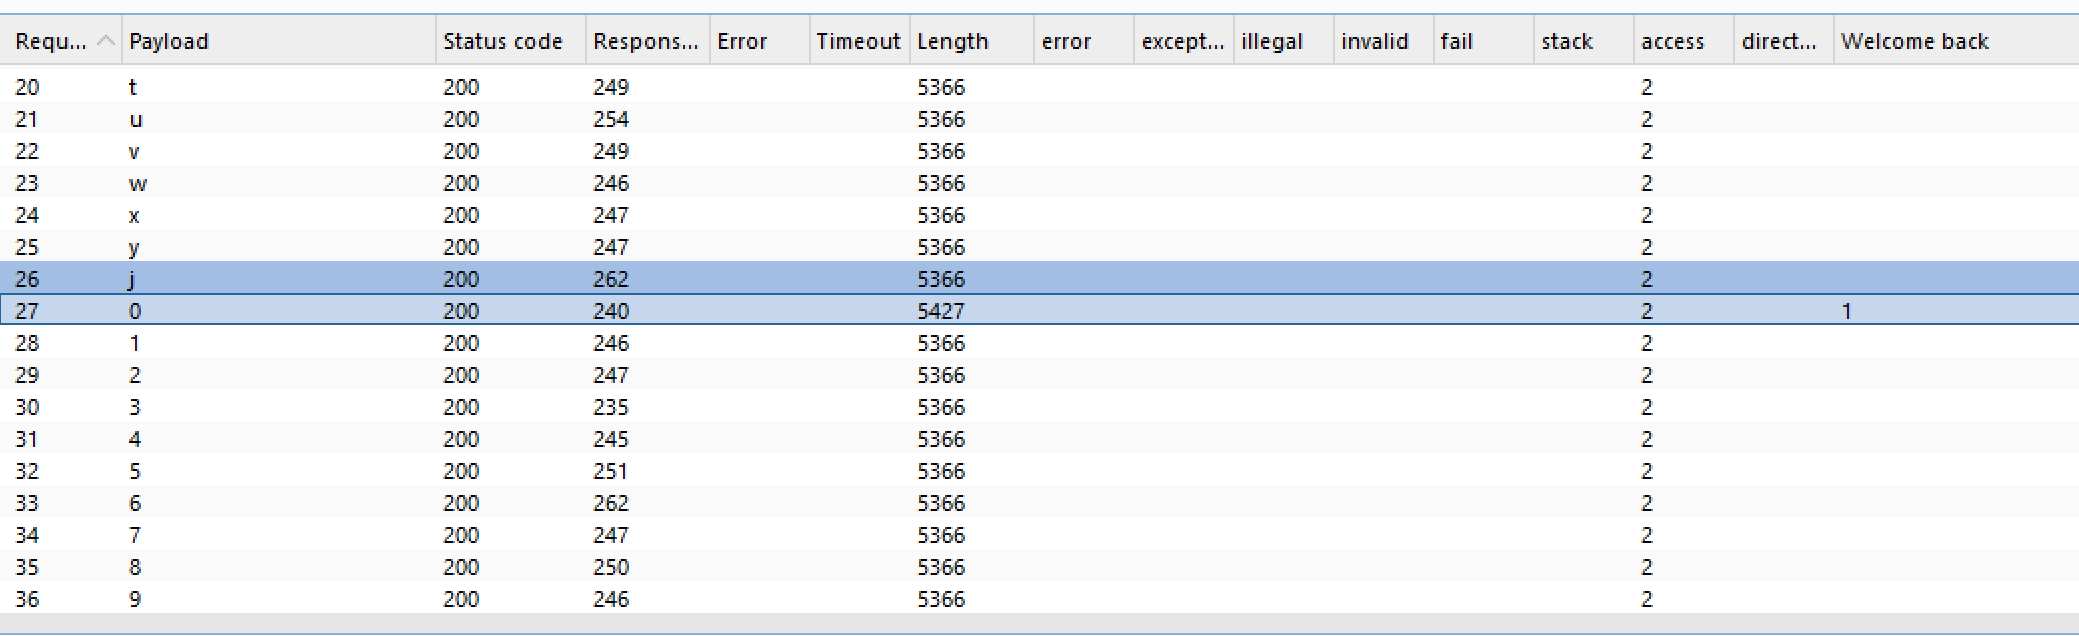 Requ... Payload Status code Respons... Error Timeout Length error except... illegal invalid fail stack access direct... Welcome back
20 t 200 249 5366 2
21 u 200 254 5366 2
22 v 200 249 5366 2
23 w 200 246 5366 2
24 x 200 247 5366 2
25 y 200 247 5366 2
26 j 200 262 5366 2
27 0 200 240 5427 2 1
28 1 200 246 5366 2
29 2 200 247 5366 2
30 3 200 235 5366 2
31 4 200 245 5366 2
32 5 200 251 5366 2
33 6 200 262 5366 2
34 7 200 247 5366 2
35 8 200 250 5366 2
36 9 200 246 5366 2